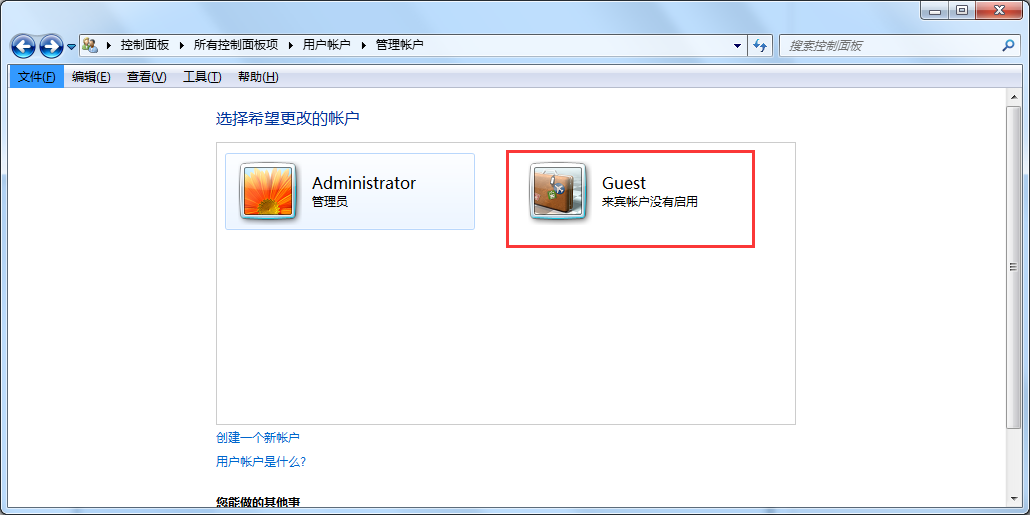 控制面板 ▸ 所有控制面板项 ▸ 用户帐户 ▸ 管理帐户
搜索控制面板
文件(F) 编辑(E) 查看(V) 工具(T) 帮助(H)
选择希望更改的帐户
Administrator
管理员
Guest
来宾帐户没有启用
创建一个新帐户
用户帐户是什么?
您能做的其他事